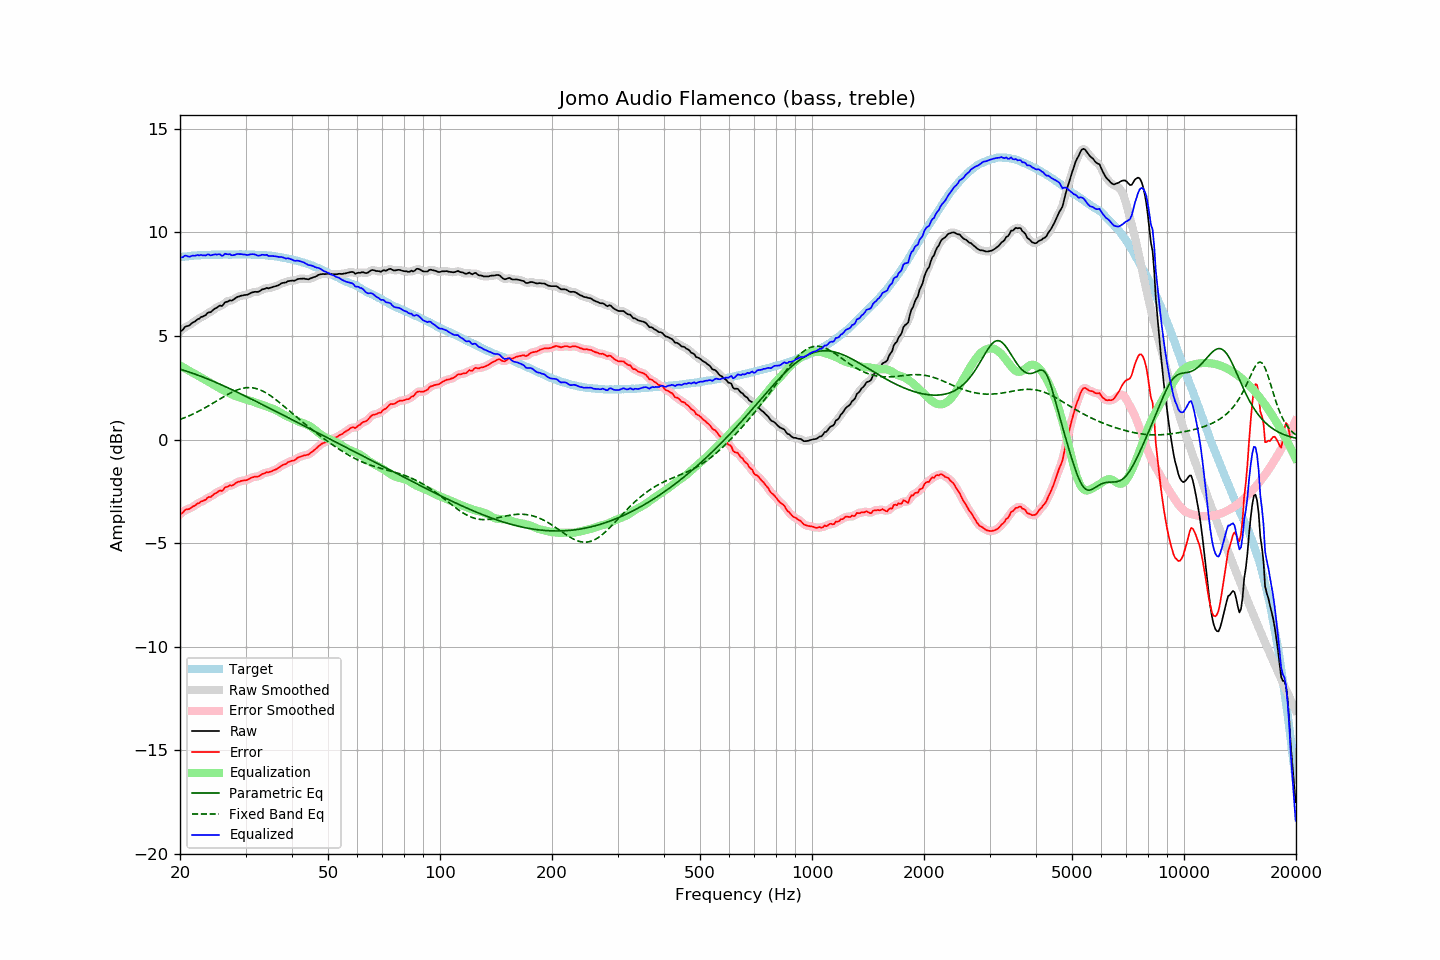 Jomo Audio Flamenco (bass, treble)
15
10
5
0
−5
−10
−15
−20
Amplitude (dBr)
Target
Raw Smoothed
Error Smoothed
Raw
Error
Equalization
Parametric Eq
Fixed Band Eq
Equalized
20 50 100 200 500 1000 2000 5000 10000 20000
Frequency (Hz)